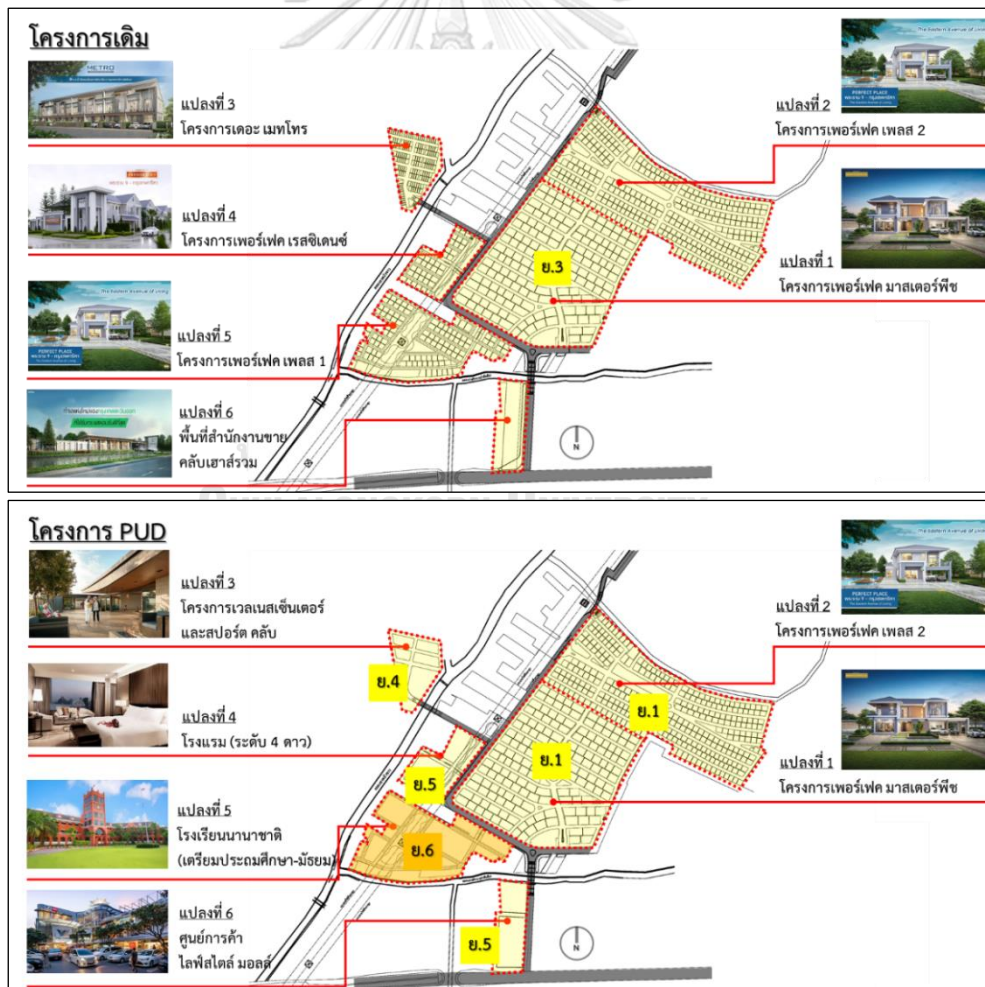 โครงการเดิม
METRO
แปลงที่ 3
โครงการเดอะ เมทโทร
แปลงที่ 4
โครงการเพอร์เฟค เรสซิเดนซ์
แปลงที่ 5
โครงการเพอร์เฟค เพลส 1
PERFECT PLACE
แปลงที่ 6
พื้นที่สำนักงานขาย
คลับเฮาส์รวม
ย.3
N
แปลงที่ 2
โครงการเพอร์เฟค เพลส 2
PERFECT PLACE
แปลงที่ 1
โครงการเพอร์เฟค มาสเตอร์พีช
CHULALONGKORN UNIVERSITY
โครงการ PUD
แปลงที่ 3
โครงการเวลเนสเซ็นเตอร์
และสปอร์ต คลับ
แปลงที่ 4
โรงแรม (ระดับ 4 ดาว)
แปลงที่ 5
โรงเรียนนานาชาติ
(เตรียมประถมศึกษา-มัธยม)
แปลงที่ 6
ศูนย์การค้า
ไลฟ์สไตล์ มอลล์
ย.4
ย.5
ย.6
ย.5
ย.1
ย.1
N
แปลงที่ 2
โครงการเพอร์เฟค เพลส 2
PERFECT PLACE
แปลงที่ 1
โครงการเพอร์เฟค มาสเตอร์พีช